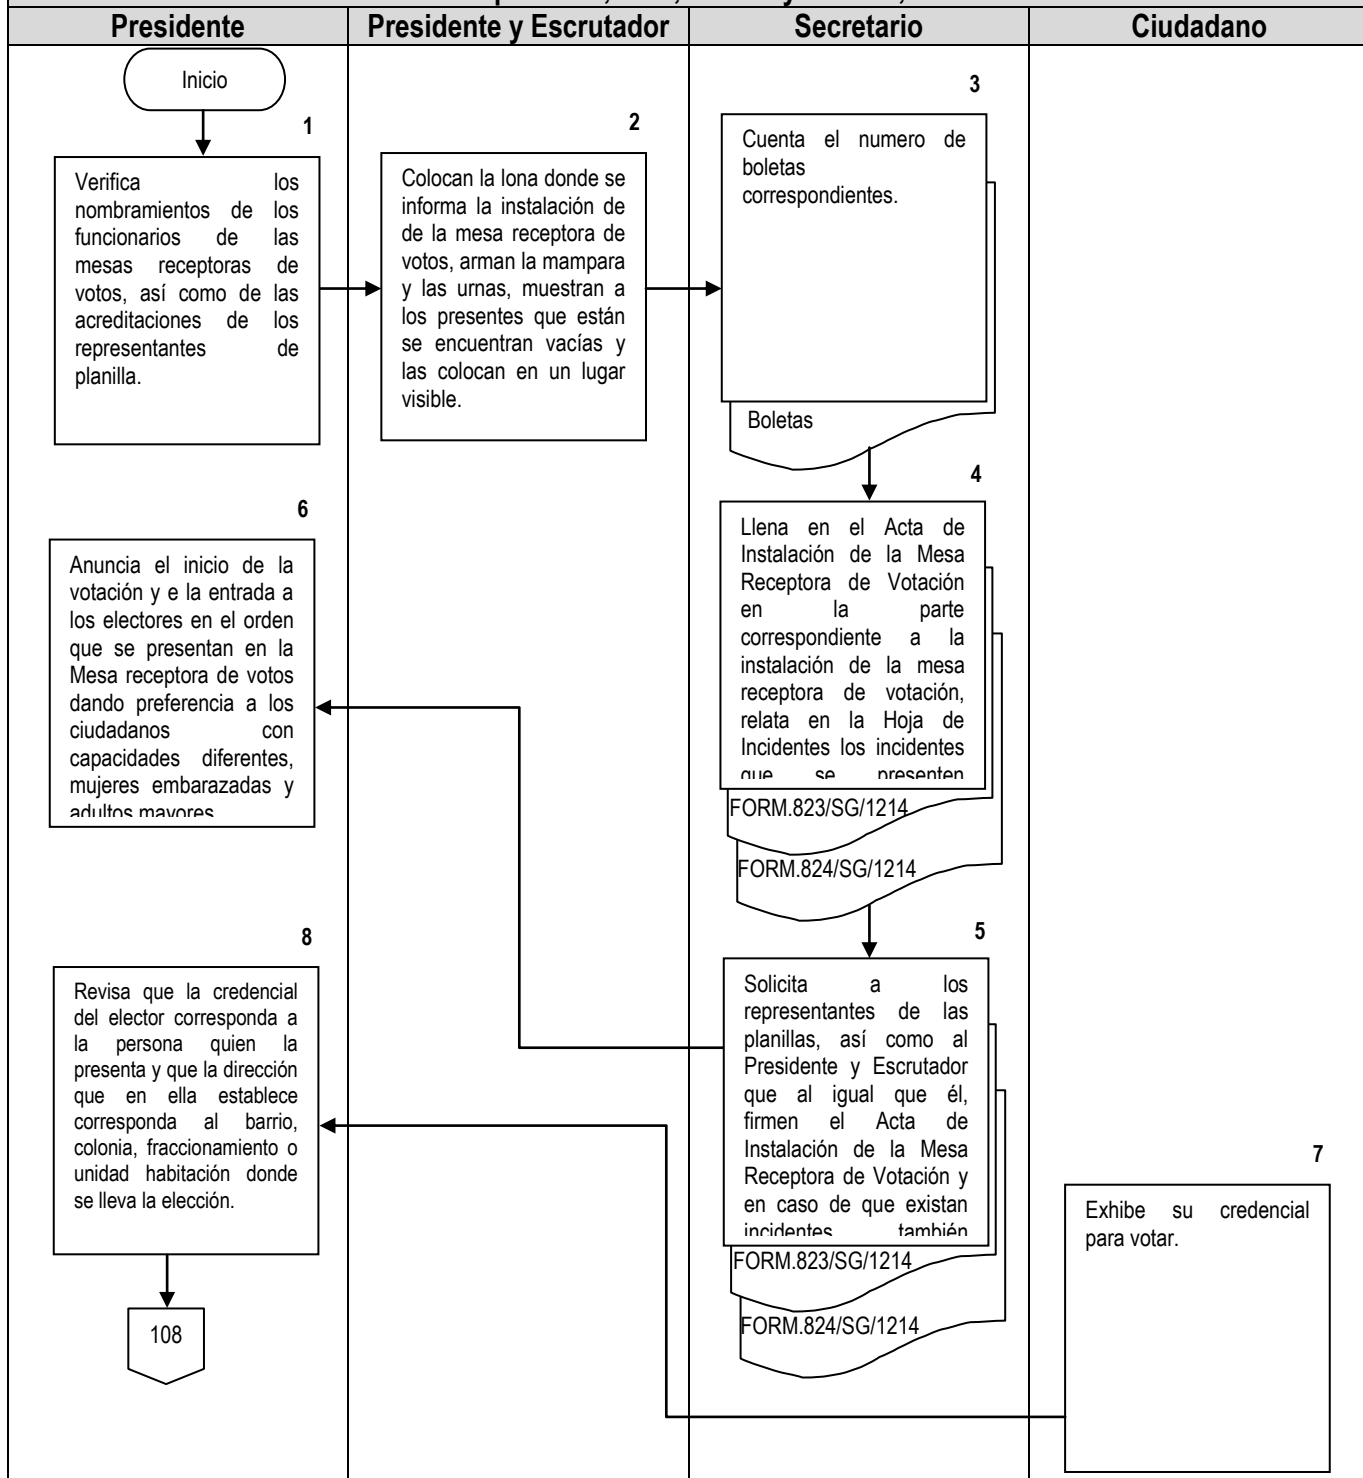 Presidente
Presidente y Escrutador
Secretario
Ciudadano
Inicio
1
Verifica los
nombramientos de los
funcionarios de las
mesas receptoras de
votos, así como de las
acreditaciones de los
representantes de
planilla.
2
Colocan la lona donde se
informa la instalación de
de la mesa receptora de
votos, arman la mampara
y las urnas, muestran a
los presentes que están
se encuentran vacías y
las colocan en un lugar
visible.
3
Cuenta el numero de
boletas
correspondientes.
Boletas
4
Llena en el Acta de
Instalación de la Mesa
Receptora de Votación
en la parte
correspondiente a la
instalación de la mesa
receptora de votación,
relata en la Hoja de
Incidentes los incidentes
que se presenten
FORM.823/SG/1214
FORM.824/SG/1214
5
Solicita a los
representantes de las
planillas, así como al
Presidente y Escrutador
que al igual que él,
firmen el Acta de
Instalación de la Mesa
Receptora de Votación y
en caso de que existan
incidentes también
FORM.823/SG/1214
FORM.824/SG/1214
6
Anuncia el inicio de la
votación y e la entrada a
los electores en el orden
que se presentan en la
Mesa receptora de votos
dando preferencia a los
ciudadanos con
capacidades diferentes,
mujeres embarazadas y
adultos mayores
7
Exhibe su credencial
para votar.
8
Revisa que la credencial
del elector corresponda a
la persona quien la
presenta y que la dirección
que en ella establece
corresponda al barrio,
colonia, fraccionamiento o
unidad habitación donde
se lleva la elección.
108